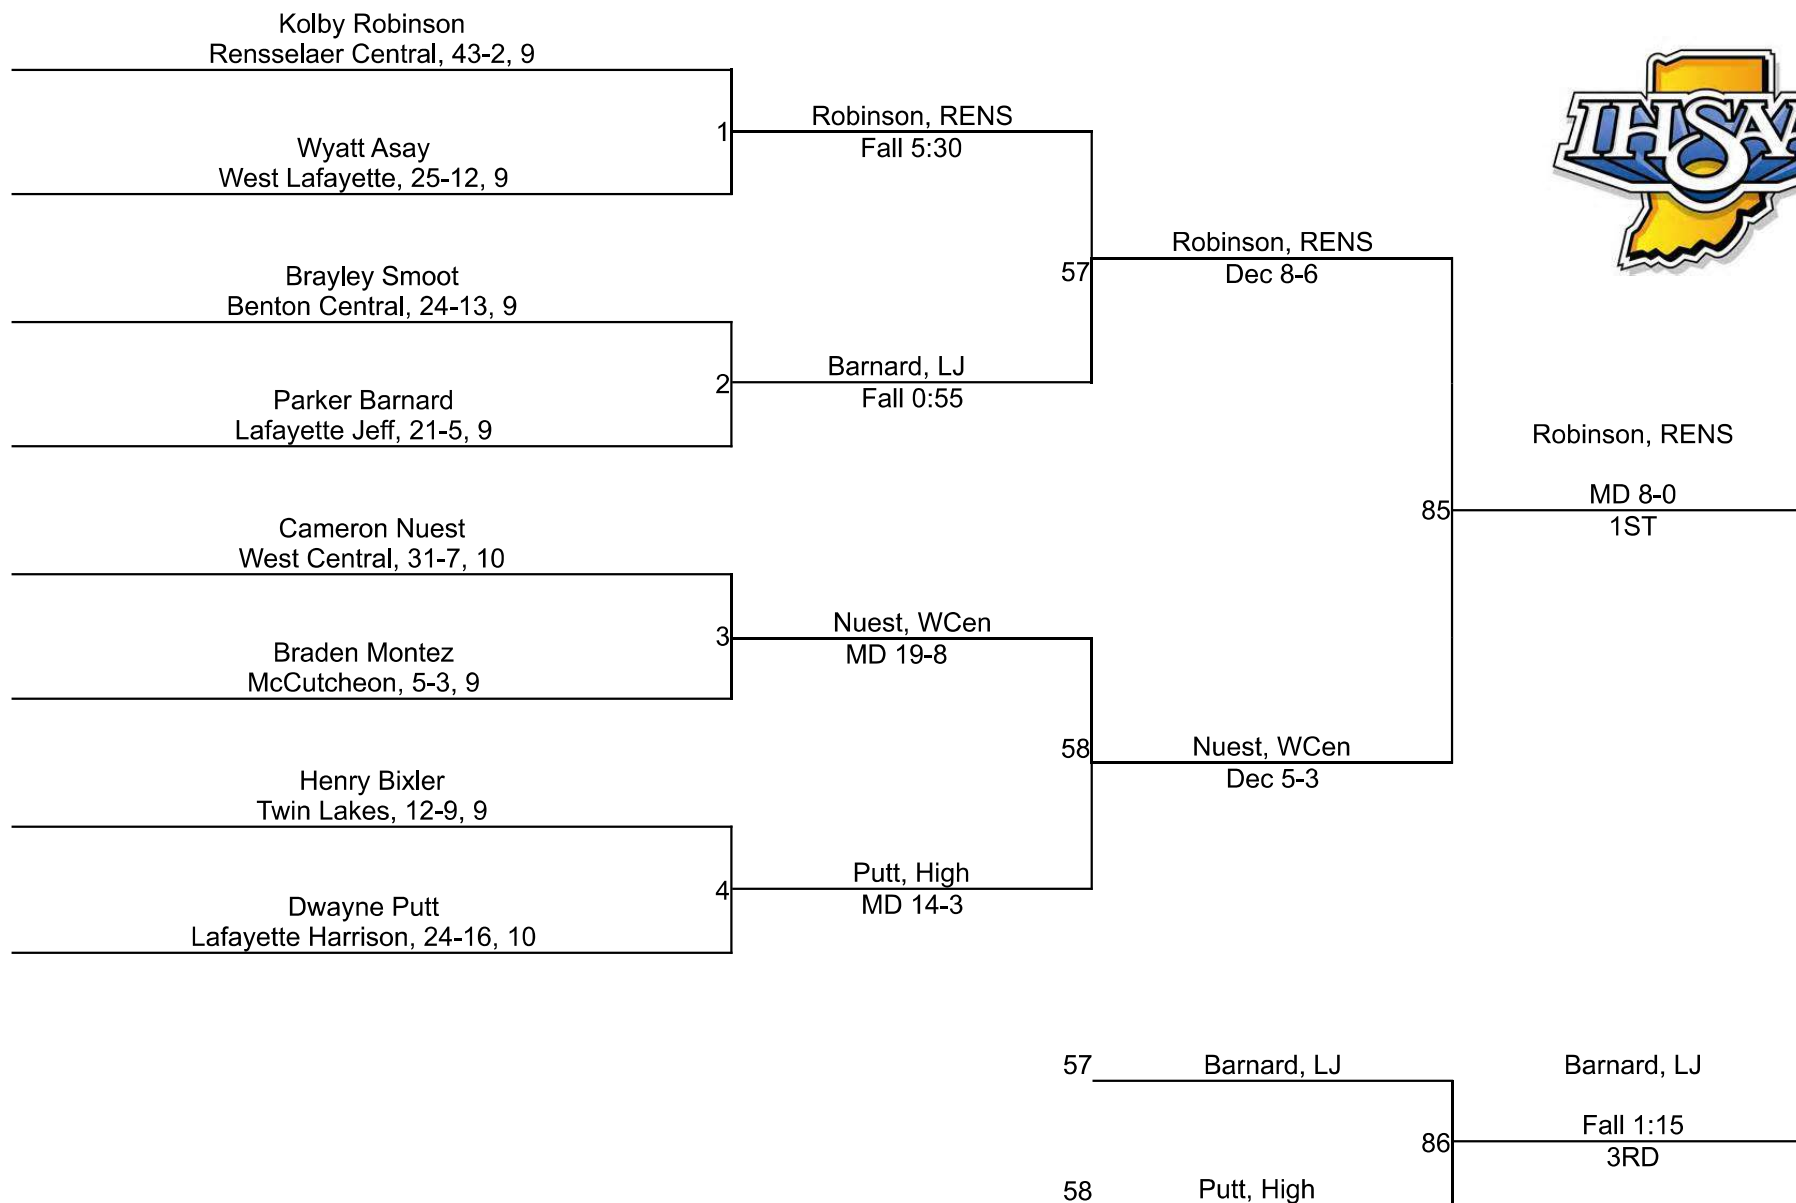 Kolby Robinson
Rensselaer Central, 43-2, 9
Wyatt Asay
West Lafayette, 25-12, 9
1
Robinson, RENS
Fall 5:30
Brayley Smoot
Benton Central, 24-13, 9
Parker Barnard
Lafayette Jeff, 21-5, 9
2
Barnard, LJ
Fall 0:55
57
Robinson, RENS
Dec 8-6
Cameron Nuest
West Central, 31-7, 10
Braden Montez
McCutcheon, 5-3, 9
3
Nuest, WCen
MD 19-8
Henry Bixler
Twin Lakes, 12-9, 9
Dwayne Putt
Lafayette Harrison, 24-16, 10
4
Putt, High
MD 14-3
58
Nuest, WCen
Dec 5-3
85
Robinson, RENS
MD 8-0
1ST
IHSAA
57
Barnard, LJ
58
Putt, High
86
Barnard, LJ
Fall 1:15
3RD